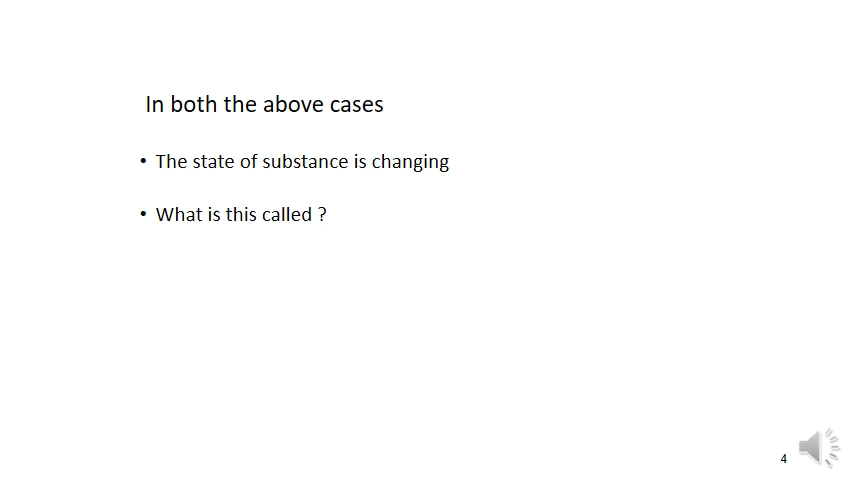 In both the above cases
• The state of substance is changing
• What is this called ?
4